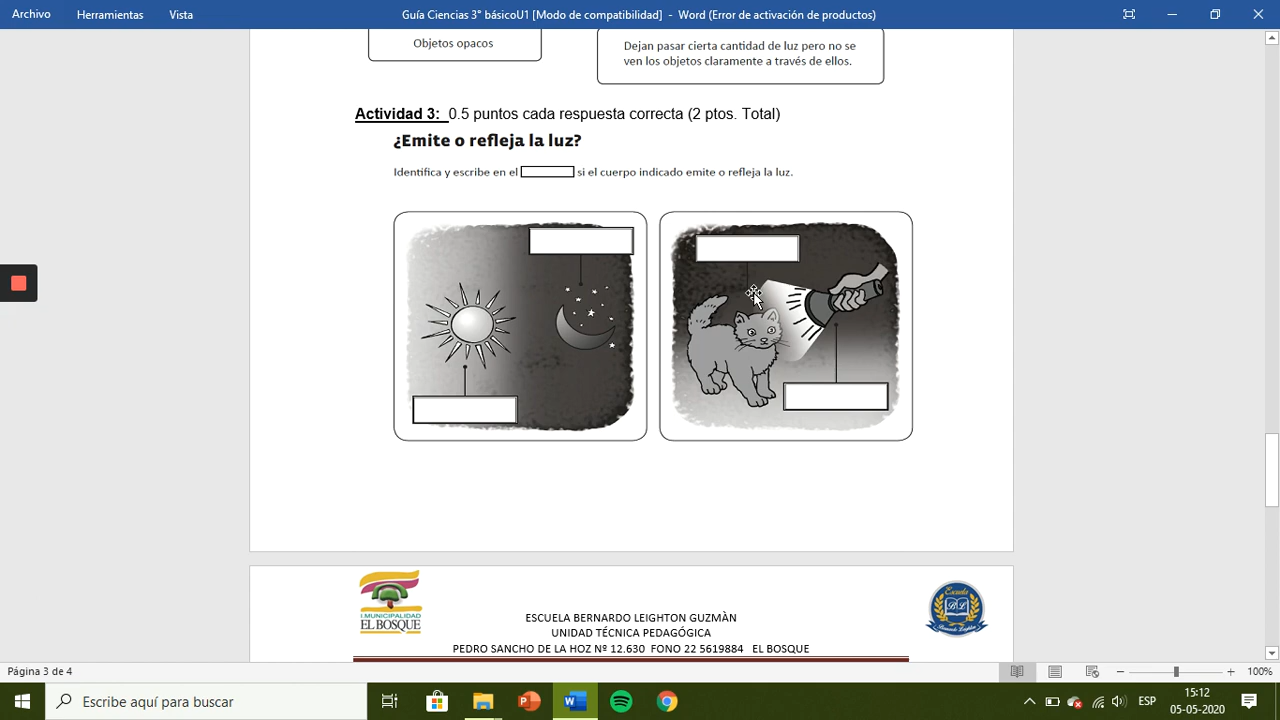 Archivo Herramientas Vista Guía Ciencias 3° básicoU1 [Modo de compatibilidad] - Word (Error de activación de productos)
Objetos opacos
Dejan pasar cierta cantidad de luz pero no se
ven los objetos claramente a través de ellos.
Actividad 3: 0.5 puntos cada respuesta correcta (2 ptos. Total)
¿Emite o refleja la luz?
Identifica y escribe en el si el cuerpo indicado emite o refleja la luz.
I.MUNICIPALIDAD
EL BOSQUE
Escuela
BL
Bernardo Leighton
ESCUELA BERNARDO LEIGHTON GUZMÀN
UNIDAD TÉCNICA PEDAGÓGICA
PEDRO SANCHO DE LA HOZ Nº 12.630 FONO 22 5619884 EL BOSQUE
Página 3 de 4
100%
Escribe aquí para buscar
ESP
15:12
05-05-2020